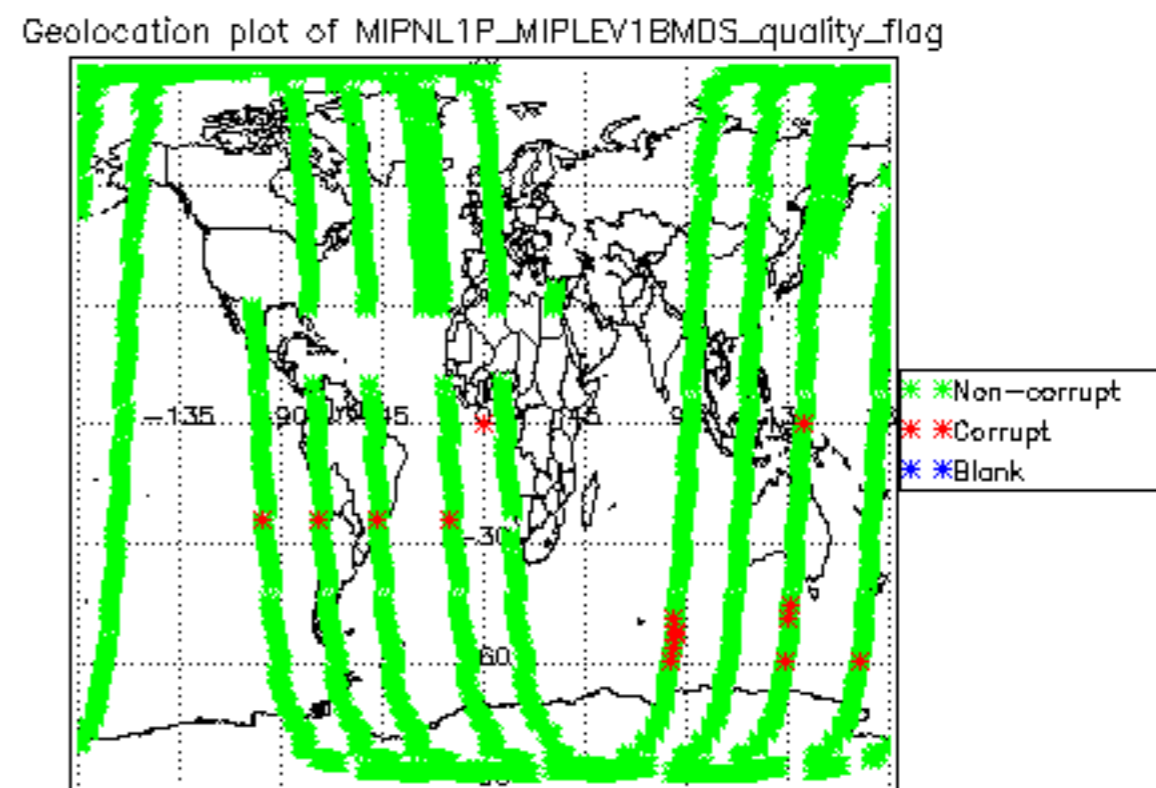 Geolocation plot of MIPNL1P_MIPLEV1BMDS_quality_flag
-135
45
45
Non-corrupt
Corrupt
Blank
-30
60